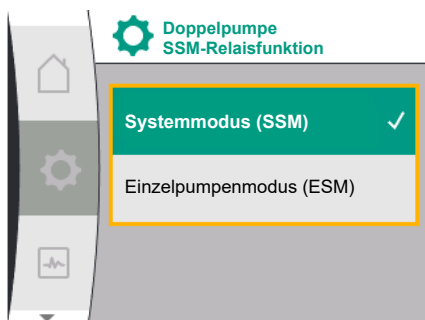 Doppelpumpe
SSM-Relaisfunktion
Systemmodus (SSM)
Einzelpumpenmodus (ESM)